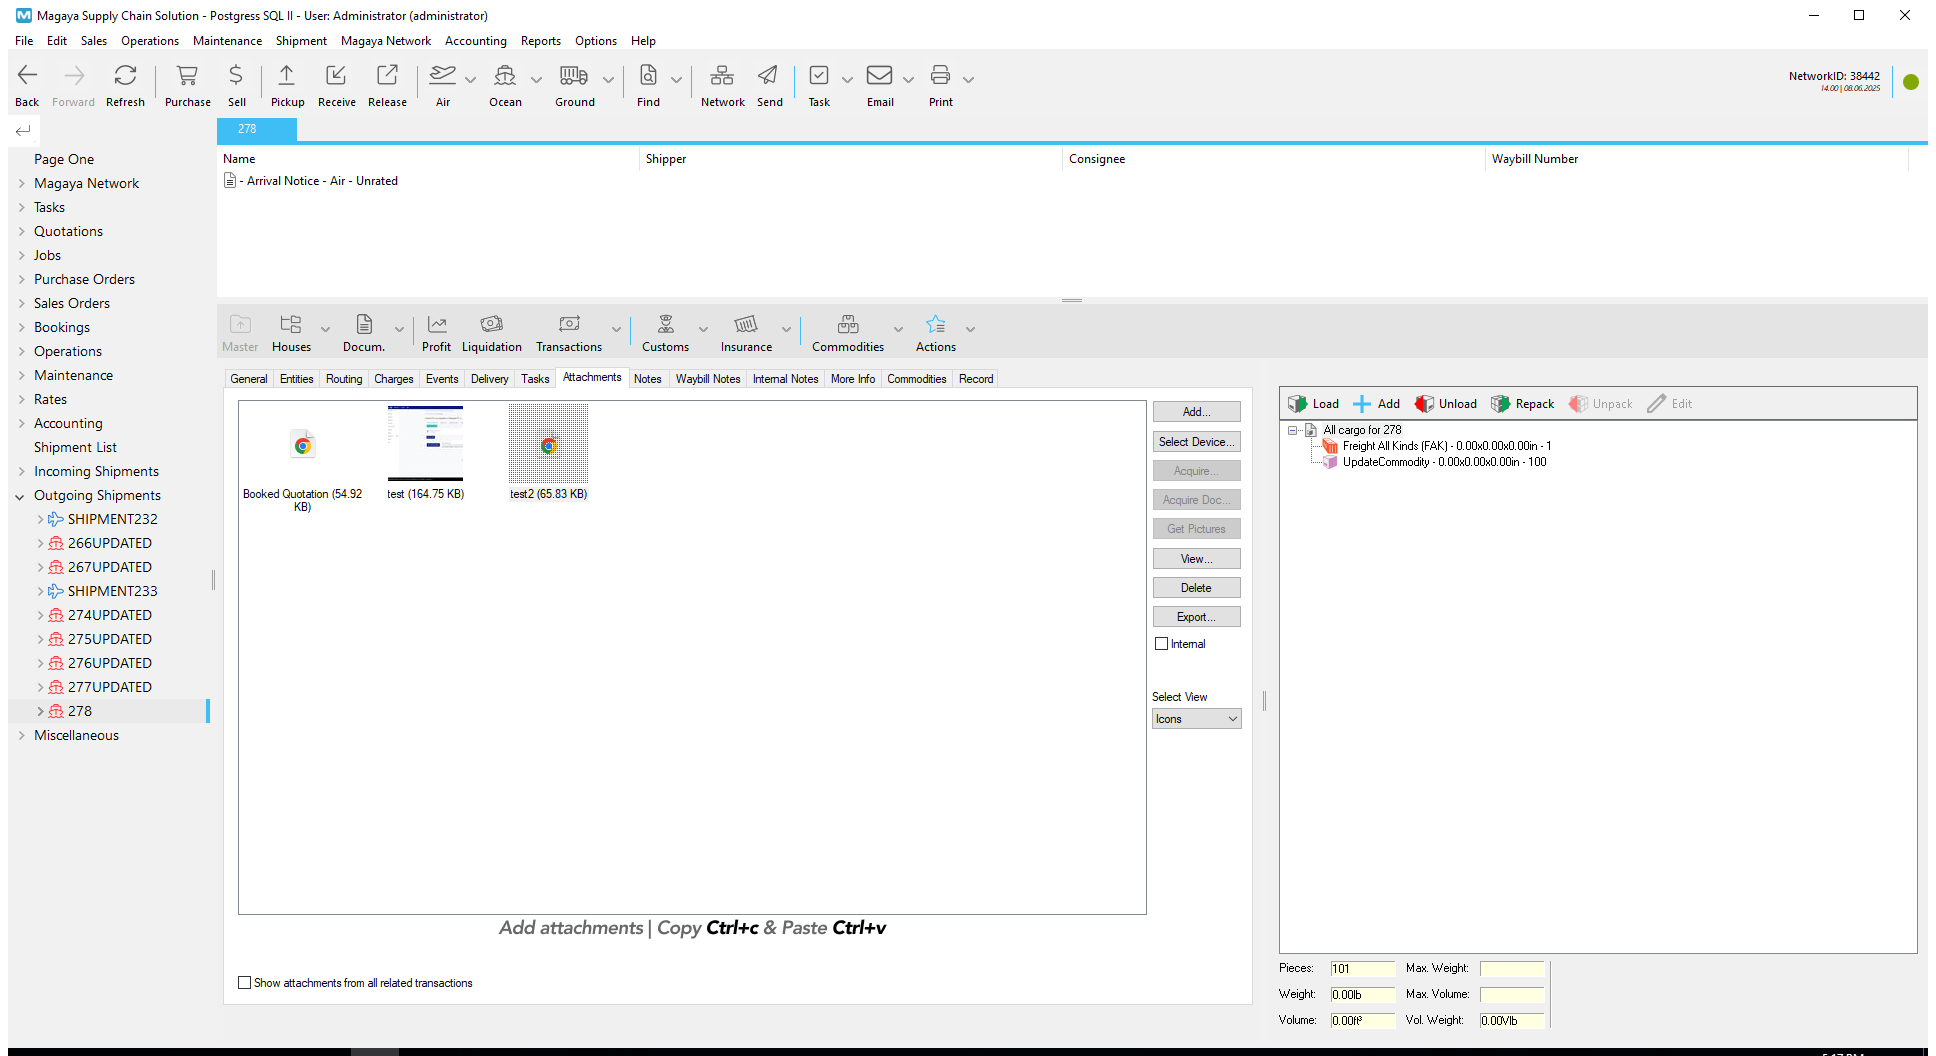 Magaya Supply Chain Solution - Postgress SQL II - User: Administrator (administrator)
File Edit Sales Operations Maintenance Shipment Magaya Network Accounting Reports Options Help
Back Forward Refresh Purchase Sell Pickup Receive Release Air Ocean Ground Find Network Send Task Email Print
NetworkID: 38442
14.00 | 08.06.2025
278
Page One
Magaya Network
Tasks
Quotations
Jobs
Purchase Orders
Sales Orders
Bookings
Operations
Maintenance
Rates
Accounting
Shipment List
Incoming Shipments
Outgoing Shipments
SHIPMENT232
266UPDATED
267UPDATED
SHIPMENT233
274UPDATED
275UPDATED
276UPDATED
277UPDATED
278
Miscellaneous
Name Shipper Consignee Waybill Number
- Arrival Notice - Air - Unrated
Master Houses Docum. Profit Liquidation Transactions Customs Insurance Commodities Actions
General Entities Routing Charges Events Delivery Tasks Attachments Notes Waybill Notes Internal Notes More Info Commodities Record
Booked Quotation (54.92 KB)
test (164.75 KB)
test2 (65.83 KB)
Add...
Select Device...
Acquire...
Acquire Doc...
Get Pictures
View...
Delete
Export...
Internal
Select View
Icons
Add attachments | Copy Ctrl+c & Paste Ctrl+v
Show attachments from all related transactions
Load Add Unload Repack Unpack Edit
All cargo for 278
Freight All Kinds (FAK) - 0.00x0.00x0.00in - 1
UpdateCommodity - 0.00x0.00x0.00in - 100
Pieces: 101 Max. Weight:
Weight: 0.00lb Max. Volume:
Volume: 0.00ft³ Vol. Weight: 0.00Vlb